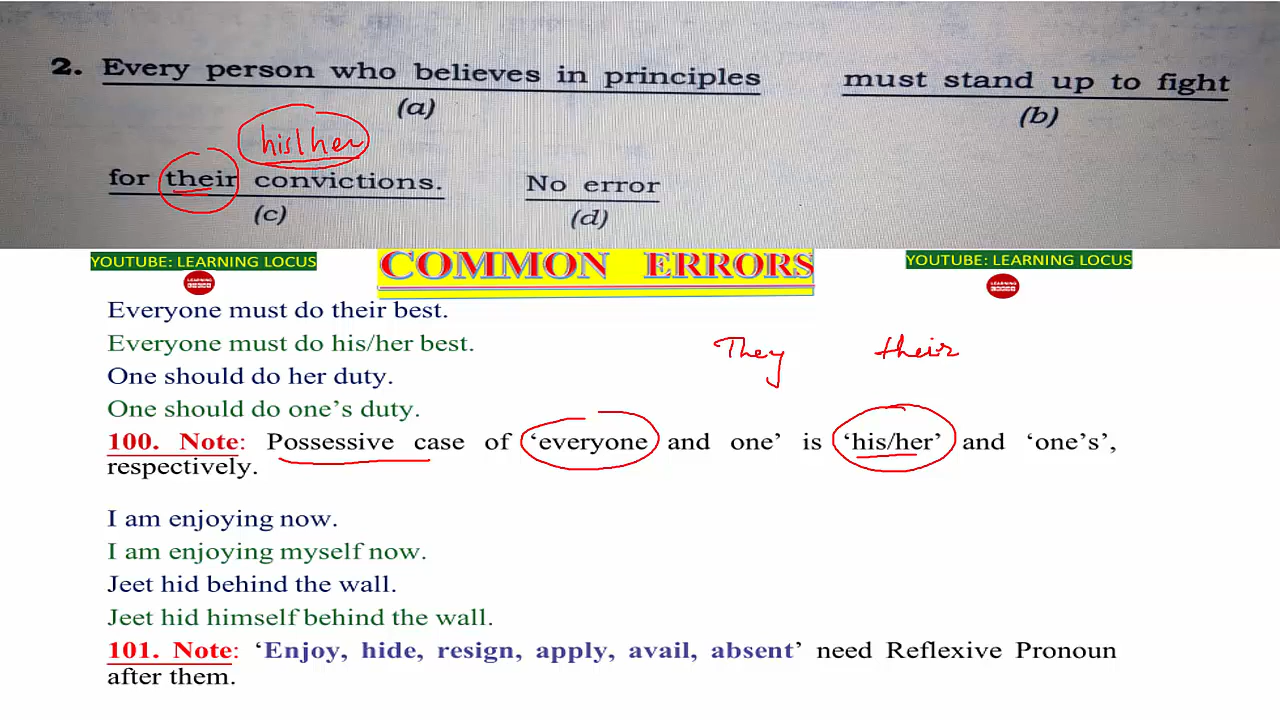 2. Every person who believes in principles must stand up to fight
(a) (b)
his/her
for their convictions. No error
(c) (d)
YOUTUBE: LEARNING LOCUS COMMON ERRORS YOUTUBE: LEARNING LOCUS
LEARNING LEARNING
Everyone must do their best.
Everyone must do his/her best.
They their
One should do her duty.
One should do one's duty.
100. Note: Possessive case of 'everyone and one' is 'his/her' and 'one's',
respectively.
I am enjoying now.
I am enjoying myself now.
Jeet hid behind the wall.
Jeet hid himself behind the wall.
101. Note: 'Enjoy, hide, resign, apply, avail, absent' need Reflexive Pronoun
after them.